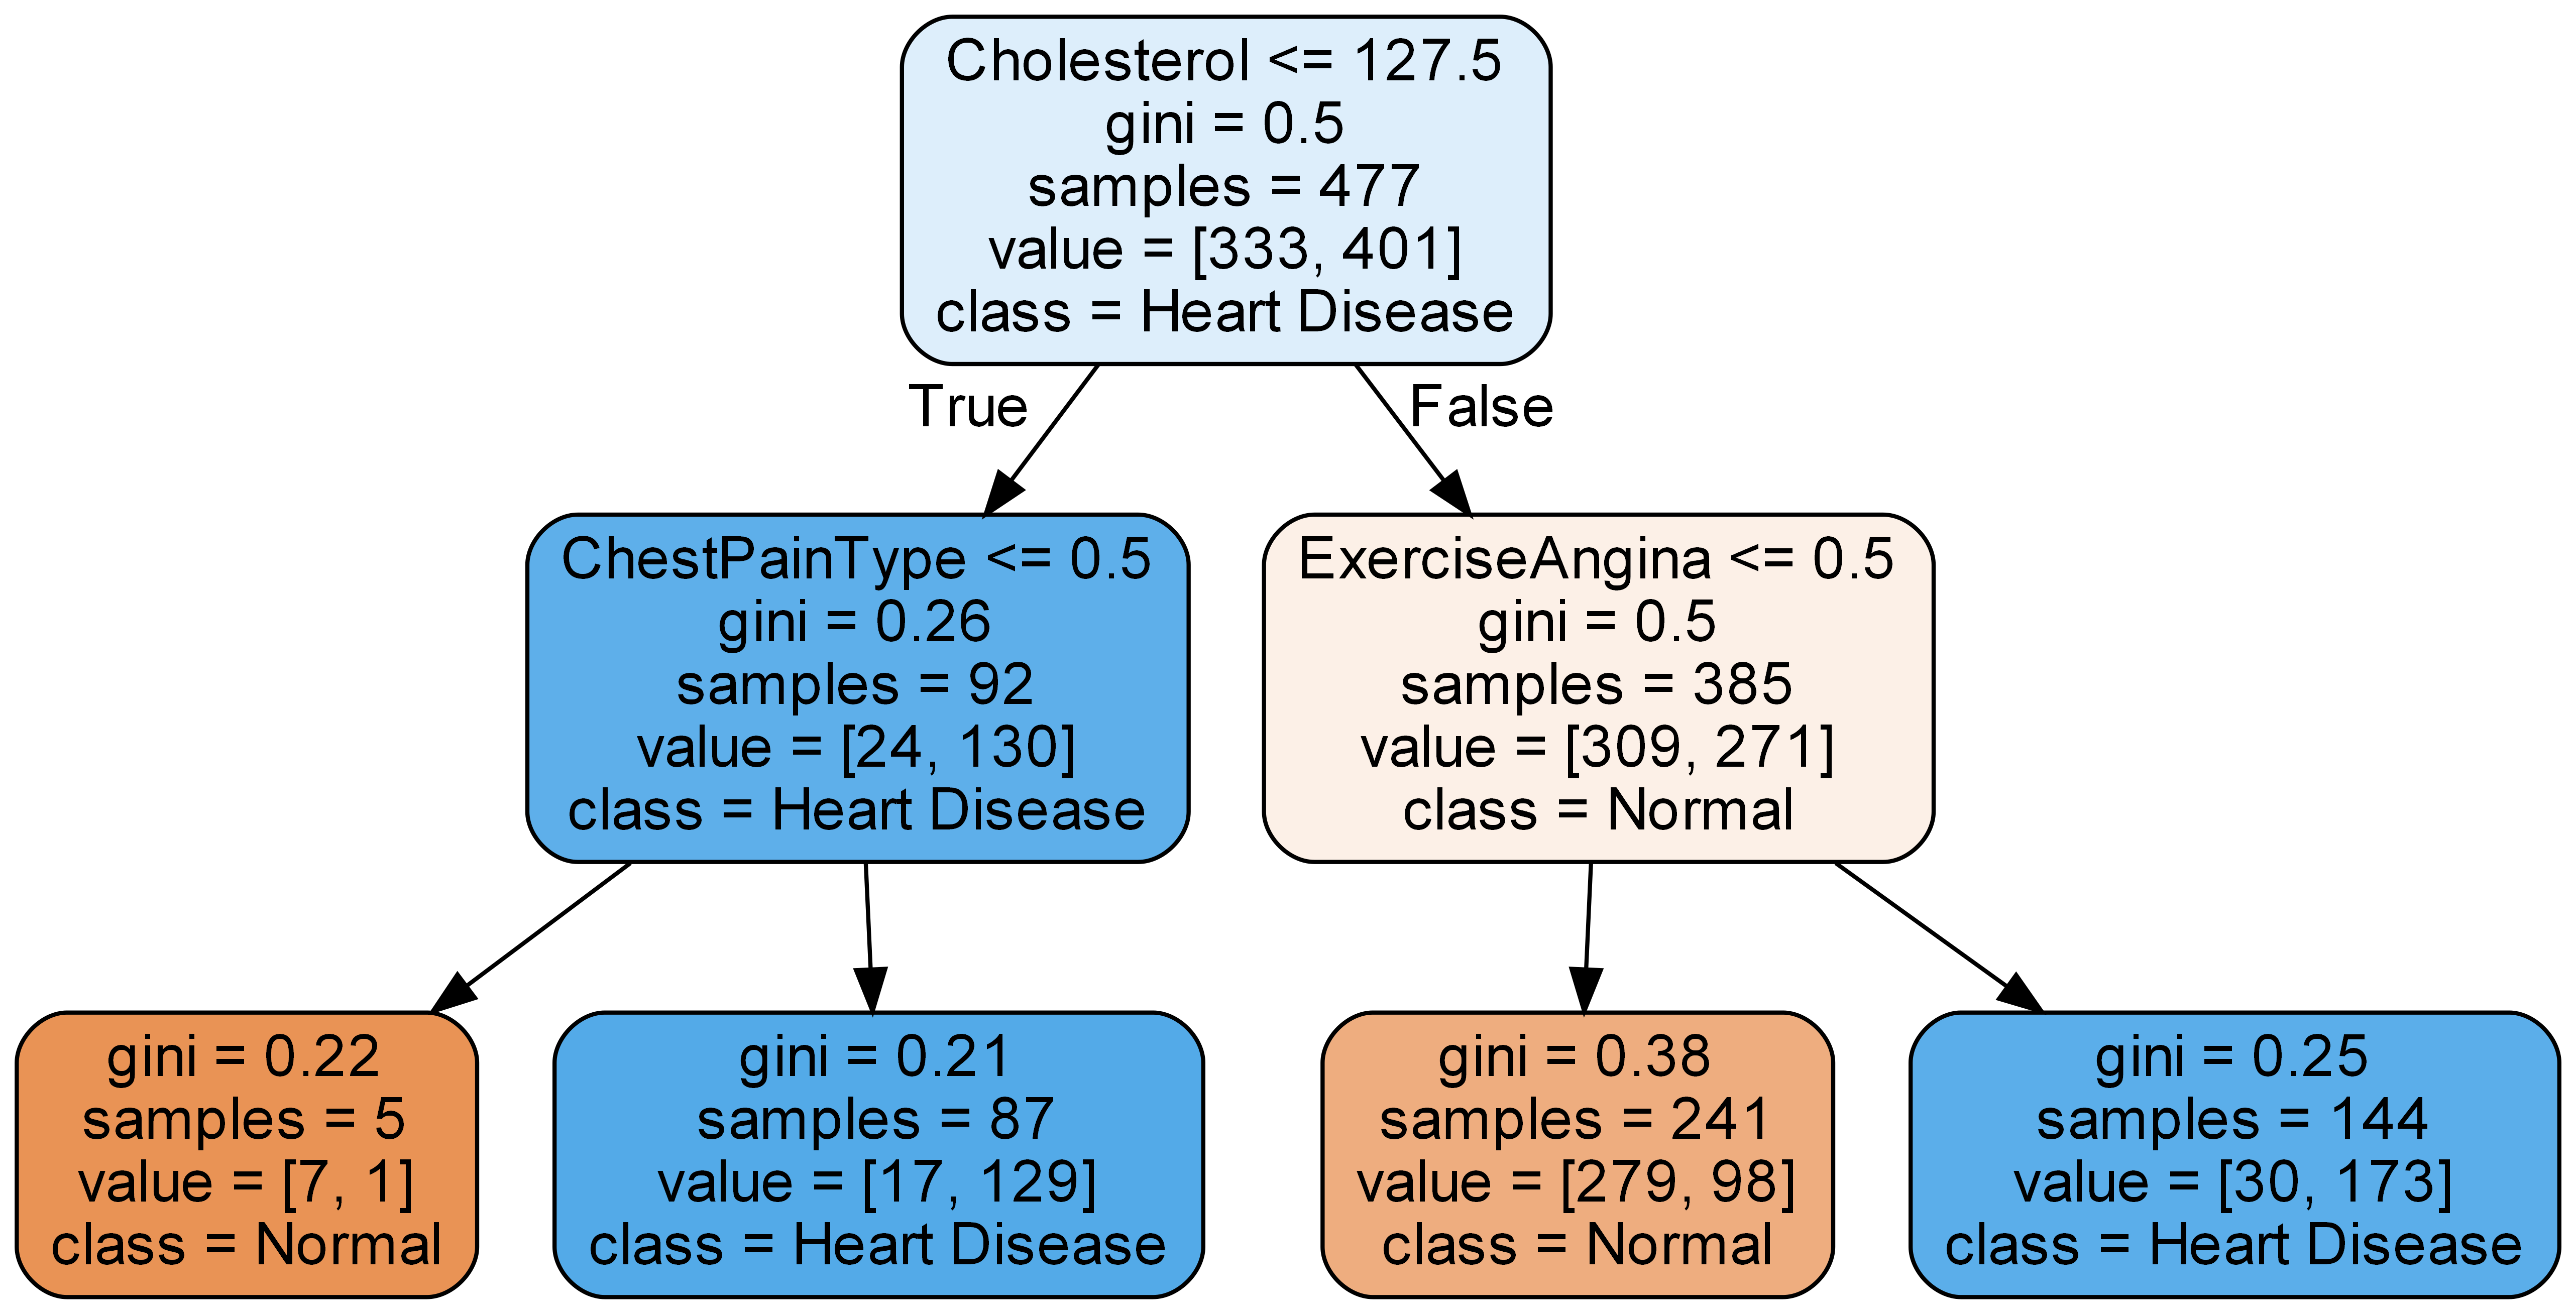 Cholesterol <= 127.5
gini = 0.5
samples = 477
value = [333, 401]
class = Heart Disease
True
False
ChestPainType <= 0.5
gini = 0.26
samples = 92
value = [24, 130]
class = Heart Disease
ExerciseAngina <= 0.5
gini = 0.5
samples = 385
value = [309, 271]
class = Normal
gini = 0.22
samples = 5
value = [7, 1]
class = Normal
gini = 0.21
samples = 87
value = [17, 129]
class = Heart Disease
gini = 0.38
samples = 241
value = [279, 98]
class = Normal
gini = 0.25
samples = 144
value = [30, 173]
class = Heart Disease